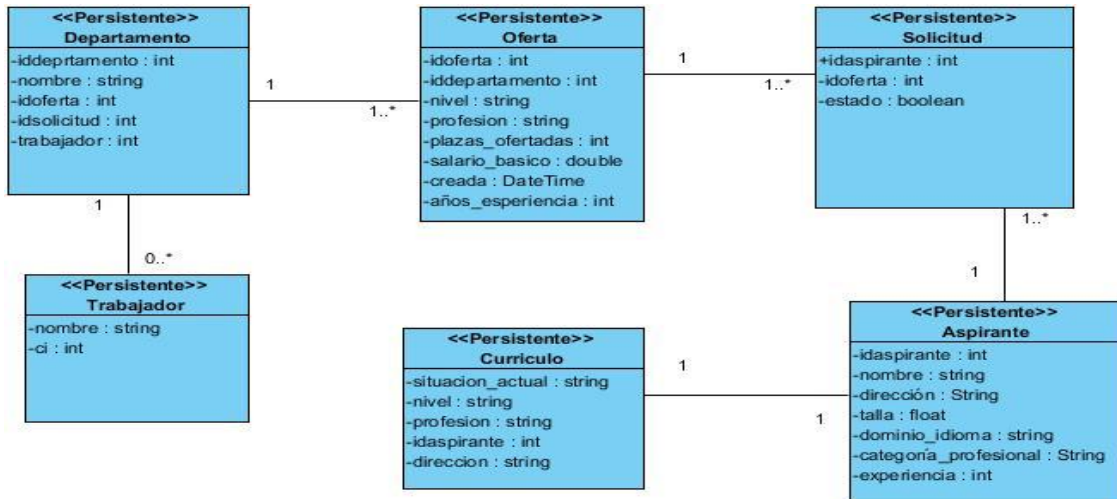 <<Persistente>>
Departamento
-iddeprtamento : int
-nombre : string
-idoferta : int
-idsolicitud : int
-trabajador : int
1
1..*
<<Persistente>>
Oferta
-idoferta : int
-iddepartamento : int
-nivel : string
-profesion : string
-plazas_ofertadas : int
-salario_basico : double
-creada : DateTime
-años_esperiencia : int
1
1..*
<<Persistente>>
Solicitud
+idaspirante : int
-idoferta : int
-estado : boolean
1
0..*
1..*
1
<<Persistente>>
Trabajador
-nombre : string
-ci : int
<<Persistente>>
Curriculo
-situacion_actual : string
-nivel : string
-profesion : string
-idaspirante : int
-direccion : string
1
1
<<Persistente>>
Aspirante
-idaspirante : int
-nombre : string
-dirección : String
-talla : float
-dominio_idioma : string
-categoría_profesional : String
-experiencia : int